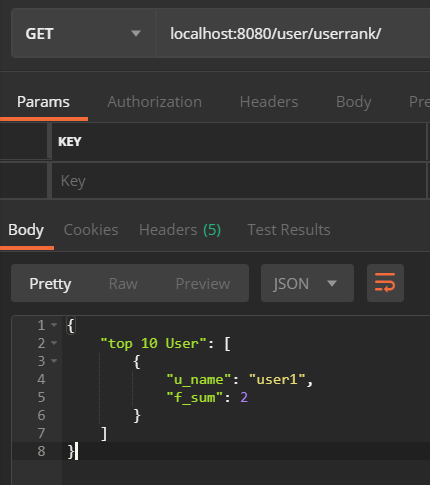 GET localhost:8080/user/userrank/
Params Authorization Headers Body Pre
KEY
Key
Body Cookies Headers (5) Test Results
Pretty Raw Preview JSON
1 {
2 "top 10 User": [
3 {
4 "u_name": "user1",
5 "f_sum": 2
6 }
7 ]
8 }